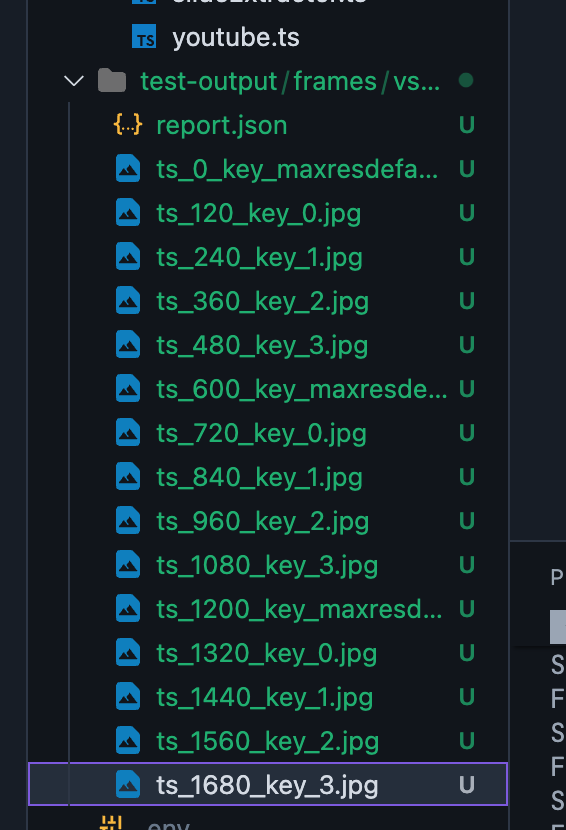 TS youtube.ts
test-output/frames/vs...
{...} report.json U
ts_0_key_maxresdefa... U
ts_120_key_0.jpg U
ts_240_key_1.jpg U
ts_360_key_2.jpg U
ts_480_key_3.jpg U
ts_600_key_maxresde... U
ts_720_key_0.jpg U
ts_840_key_1.jpg U
ts_960_key_2.jpg U
ts_1080_key_3.jpg U
ts_1200_key_maxresd... U
ts_1320_key_0.jpg U
ts_1440_key_1.jpg U
ts_1560_key_2.jpg U
ts_1680_key_3.jpg U
P
S
F
S
F
S